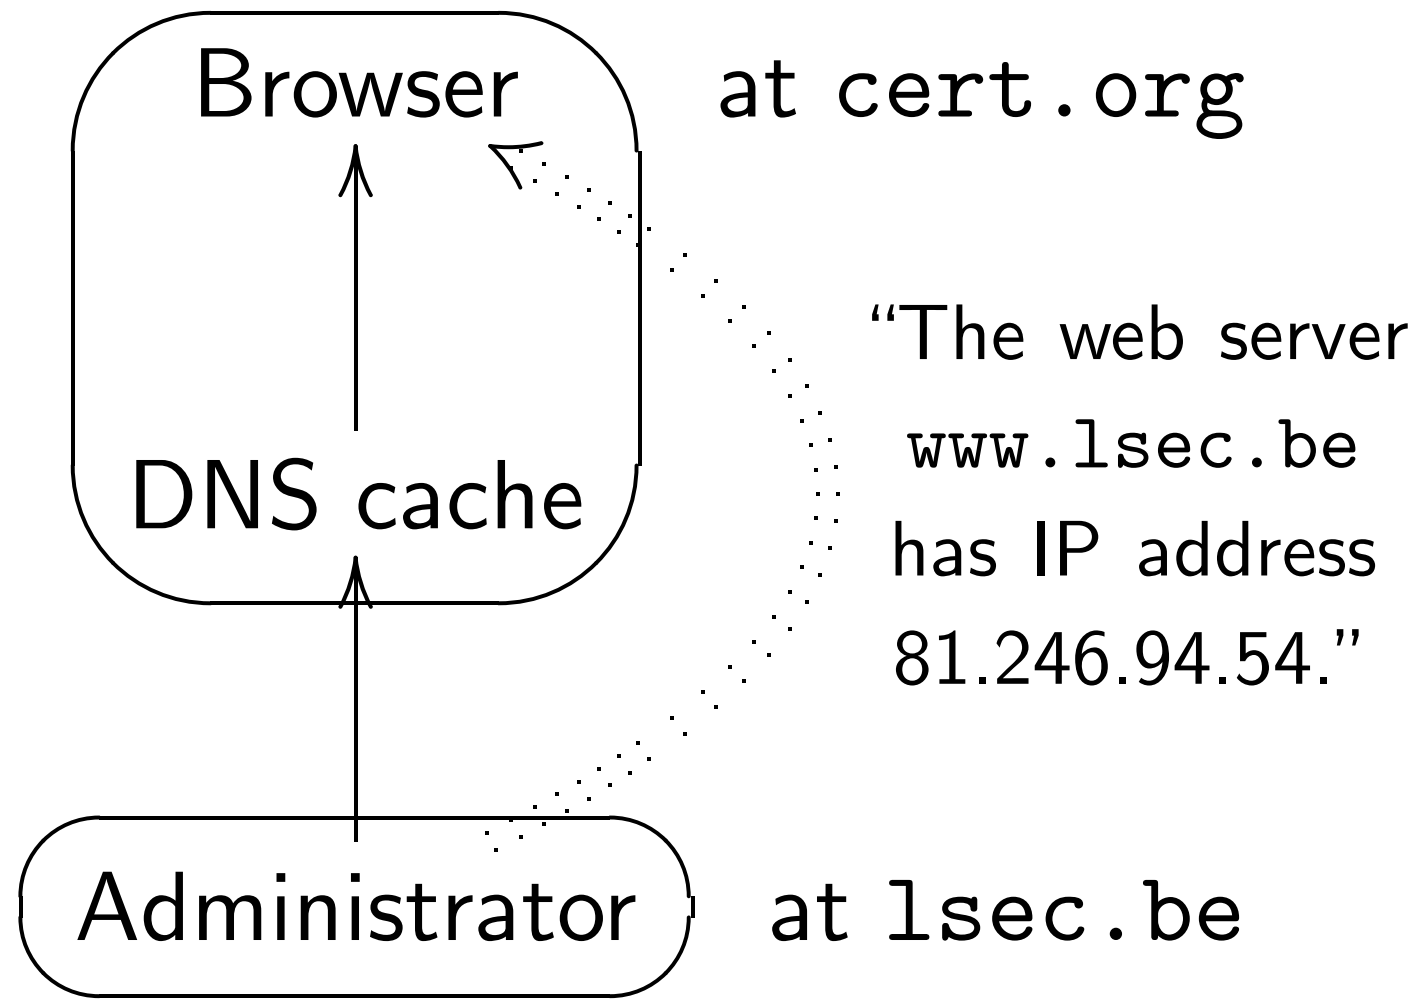 Browser
at cert.org
“The web server
www.lsec.be
has IP address
81.246.94.54.”
DNS cache
Administrator
at lsec.be